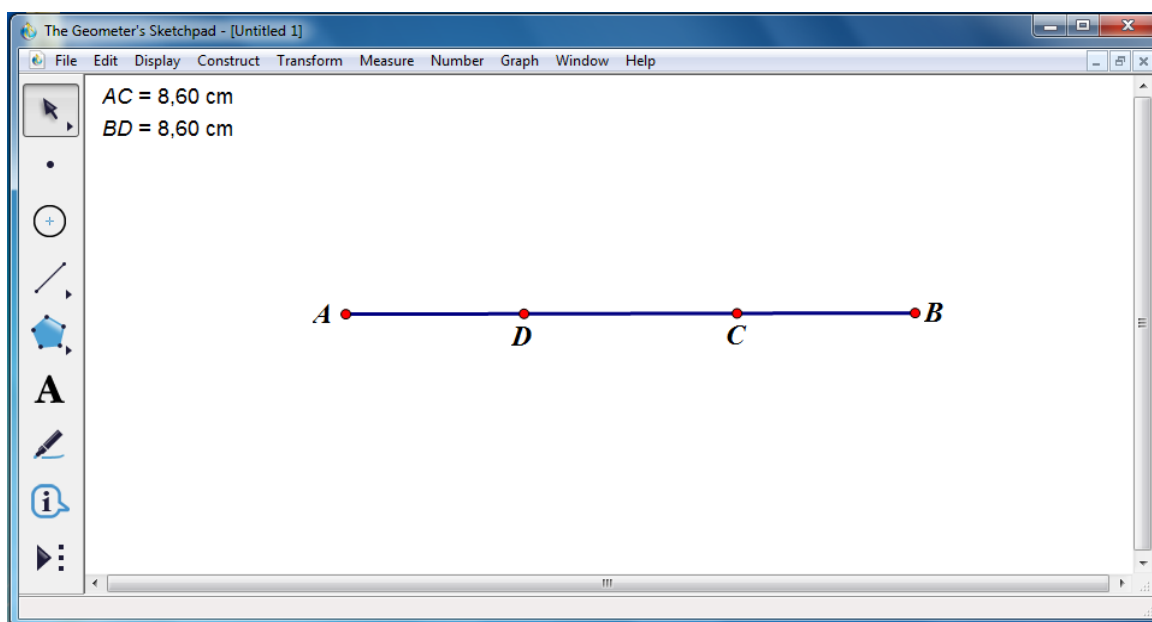 The Geometer's Sketchpad - [Untitled 1]
File Edit Display Construct Transform Measure Number Graph Window Help
AC = 8,60 cm
BD = 8,60 cm
A D C B
A
i